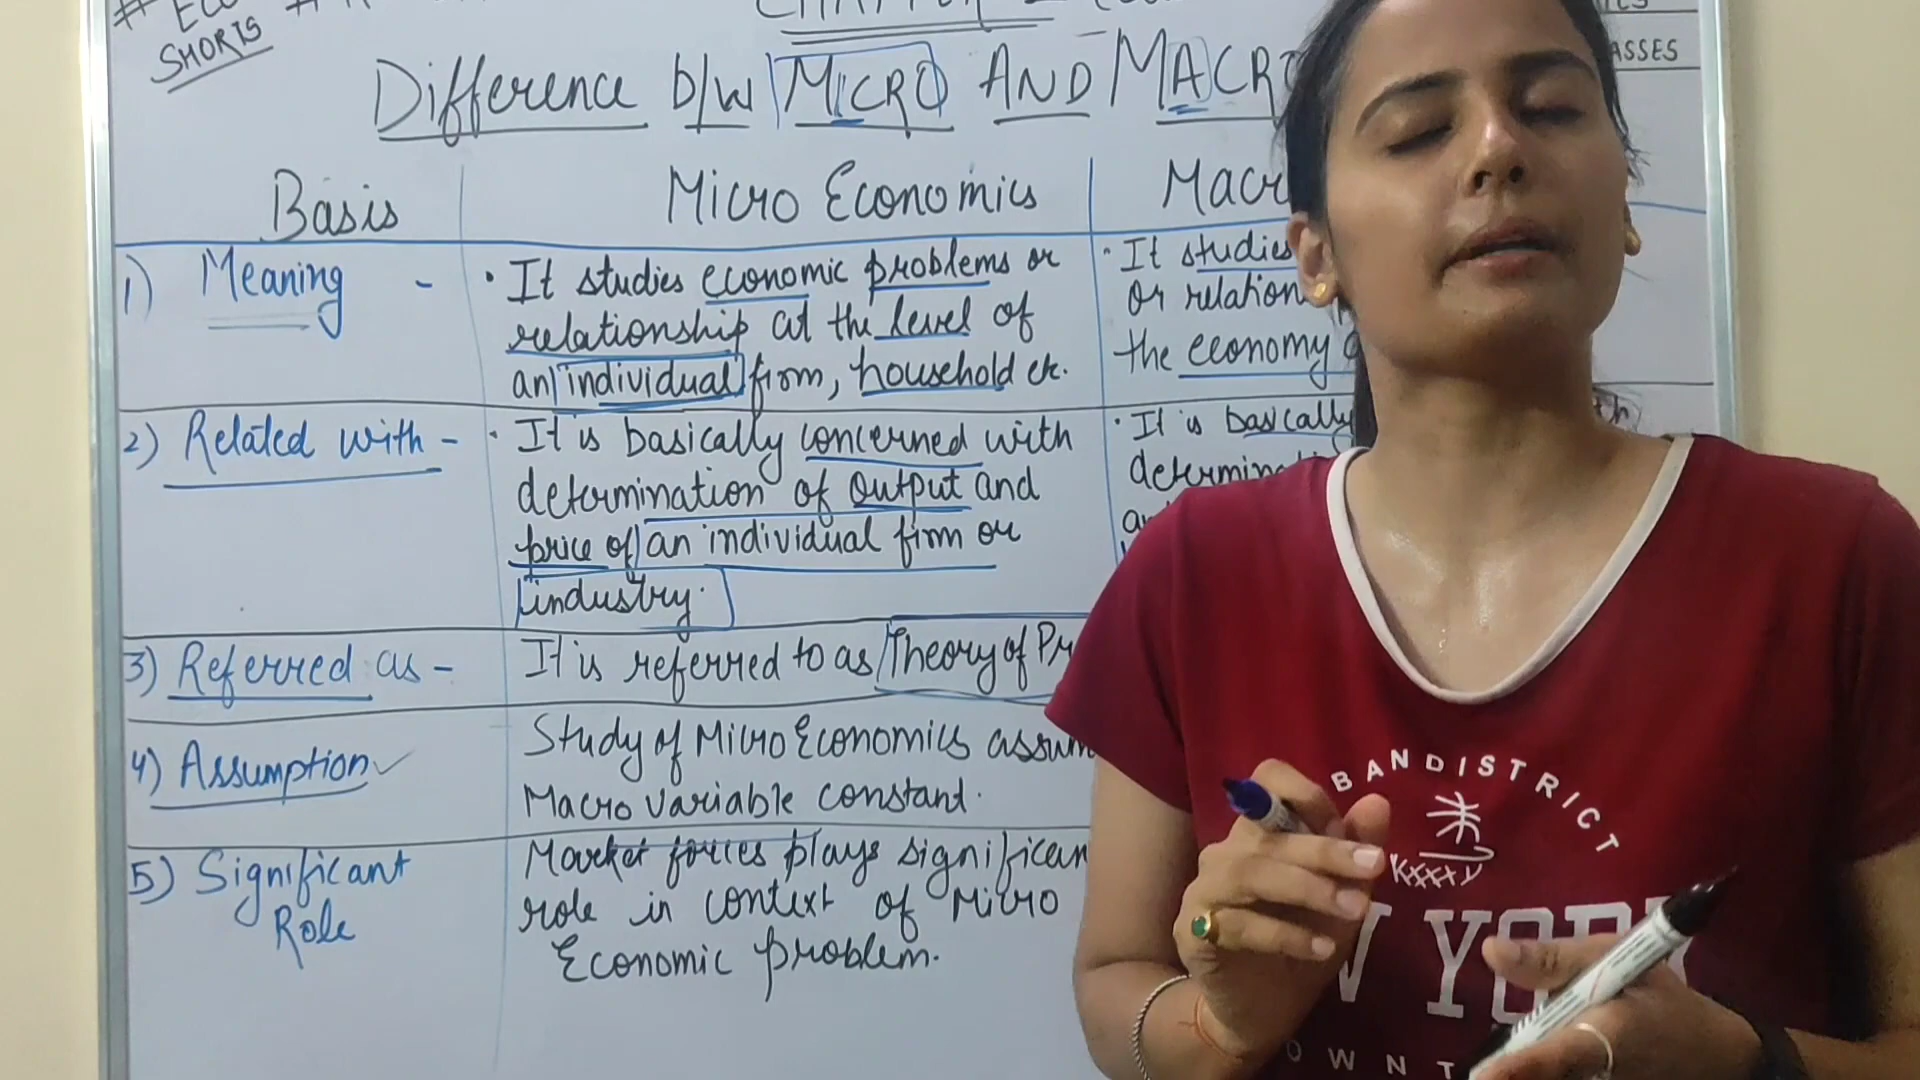 SHORTS
Difference b/w MICRO AND MACRO
ASSES
Basis
Micro Economics
1) Meaning -
• It studies economic problems or
relationship at the level of
an individual firm, household etc.
• It studies
or relation
the economy
2) Related with -
• It is basically concerned with
determination of output and
price of an individual firm or
industry.
• It is basically
3) Referred as -
It is referred to as Theory of
4) Assumption
Study of Micro Economics
Macro variable constant.
5) Significant
Role
Market forces plays
role in context of Micro
Economic problem.
BANDISTRICT
KXXXV